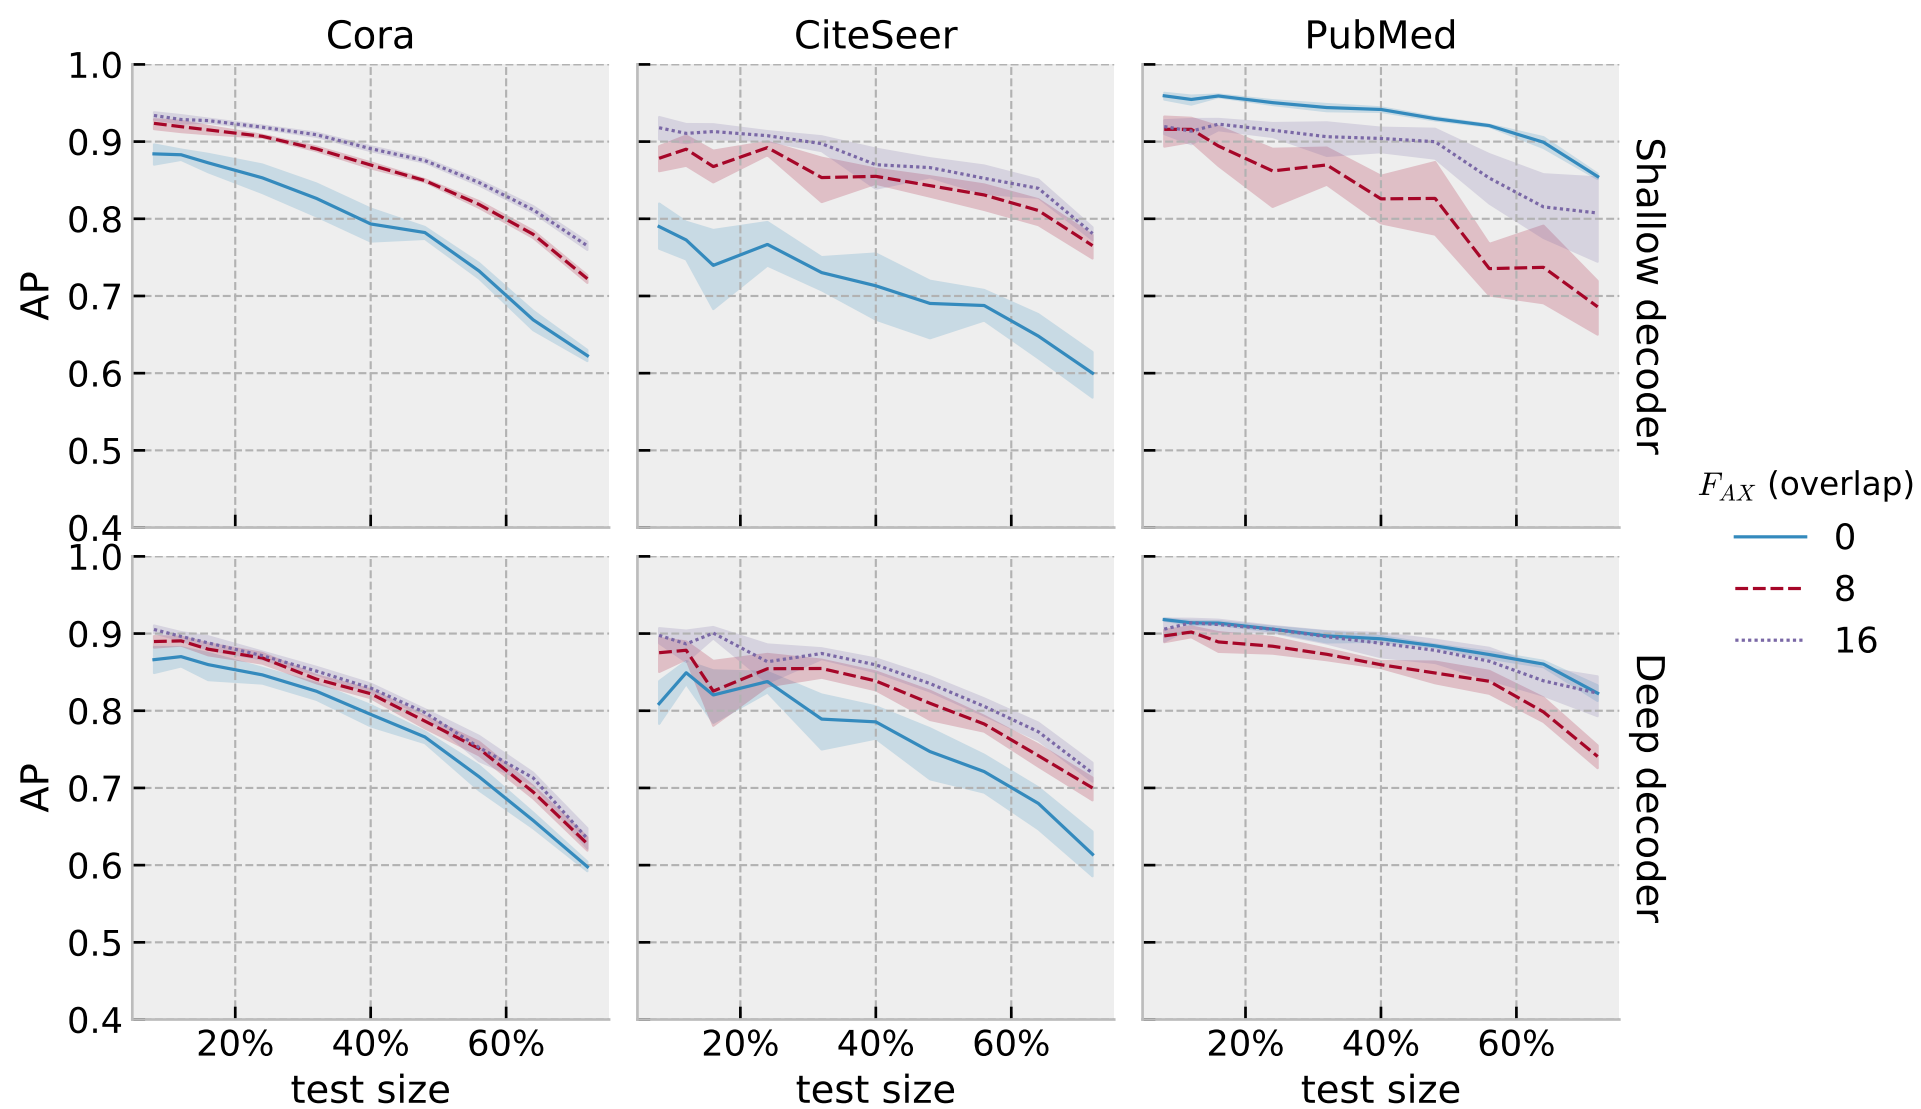 Cora
CiteSeer
PubMed
1.0
0.9
0.8
0.7
0.6
0.5
0.4
AP
Shallow decoder
1.0
0.9
0.8
0.7
0.6
0.5
0.4
AP
Deep decoder
20% 40% 60%
test size
20% 40% 60%
test size
20% 40% 60%
test size
F_AX (overlap)
0
8
16